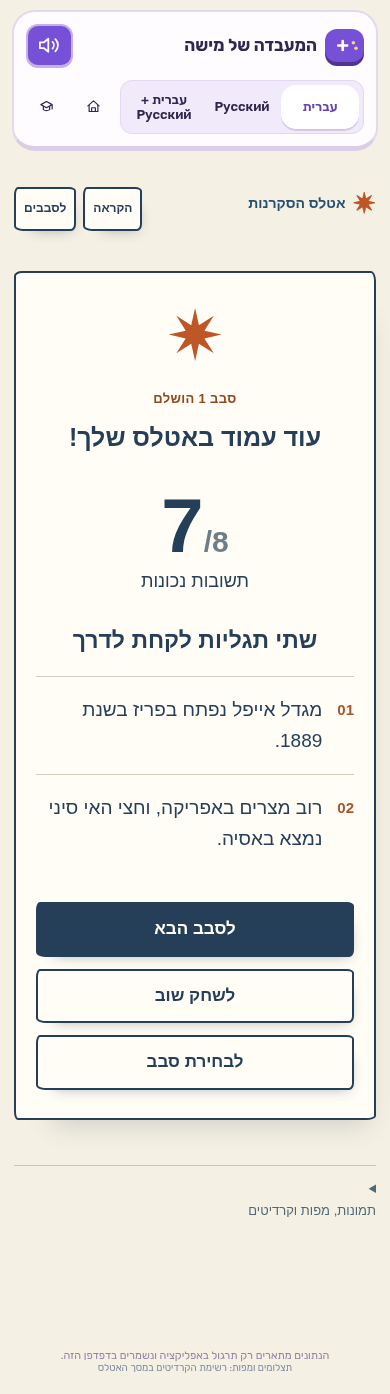 המעבדה של מישה
עברית
Русский
עברית +
Русский
אטלס הסקרנות
הקראה
לסבבים
סבב 1 הושלם
עוד עמוד באטלס שלך!
7/8
תשובות נכונות
שתי תגליות לקחת לדרך
01
מגדל אייפל נפתח בפריז בשנת
1889.
02
רוב מצרים באפריקה, וחצי האי סיני
נמצא באסיה.
לסבב הבא
לשחק שוב
לבחירת סבב
תמונות, מפות וקרדיטים
הנתונים מתארים רק תרגול באפליקציה ונשמרים בדפדפן הזה.
תצלומים ומפות: רשימת הקרדיטים במסך האטלס